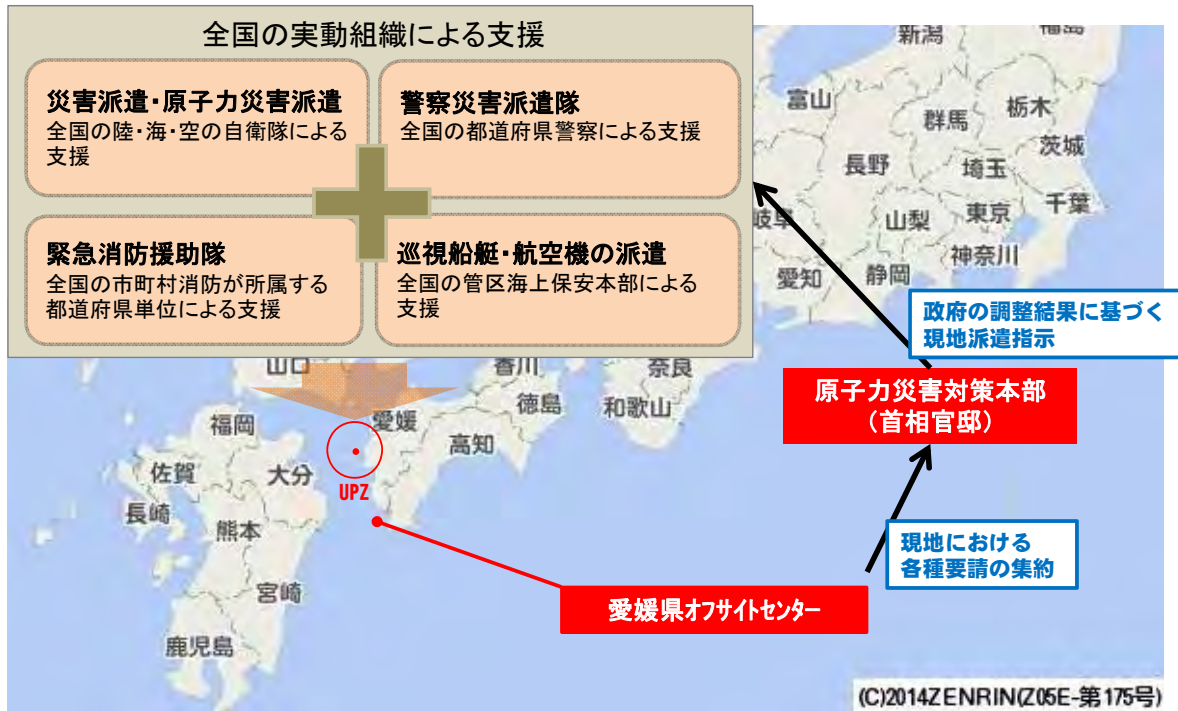 全国の実動組織による支援
災害派遣・原子力災害派遣
全国の陸・海・空の自衛隊による
支援
警察災害派遣隊
全国の都道府県警察による支援
緊急消防援助隊
全国の市町村消防が所属する
都道府県単位による支援
巡視船艇・航空機の派遣
全国の管区海上保安本部による
支援
新潟
福島
富山
群馬
栃木
長野
埼玉
茨城
岐阜
山梨
東京
千葉
愛知
静岡
神奈川
政府の調整結果に基づく
現地派遣指示
原子力災害対策本部
（首相官邸）
現地における
各種要請の集約
愛媛県オフサイトセンター
山口
香川
奈良
徳島
和歌山
愛媛
高知
福岡
佐賀
大分
UPZ
長崎
熊本
宮崎
鹿児島
(C)2014ZENRIN(Z05E-第175号)